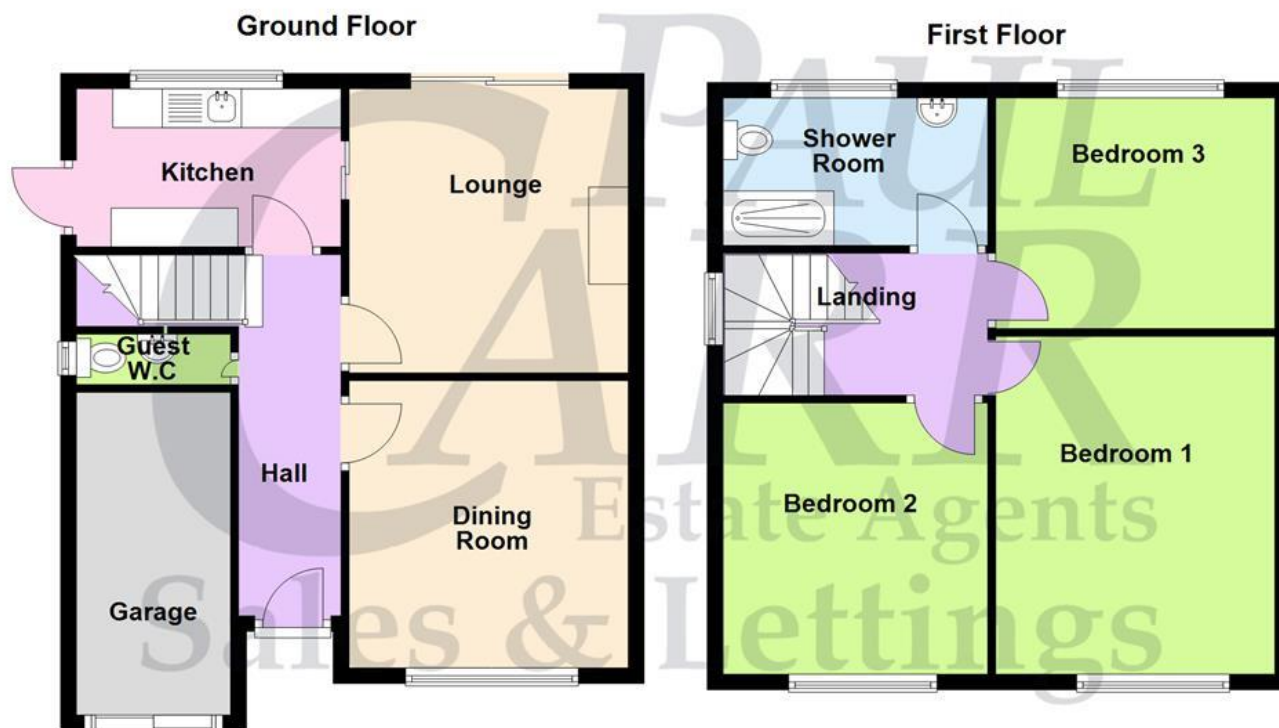 Ground Floor
First Floor
PAUL
CARR
Estate Agents
Sales & Lettings
Kitchen
Lounge
Guest
W.C
Hall
Dining
Room
Garage
Shower
Room
Bedroom 3
Landing
Bedroom 1
Bedroom 2